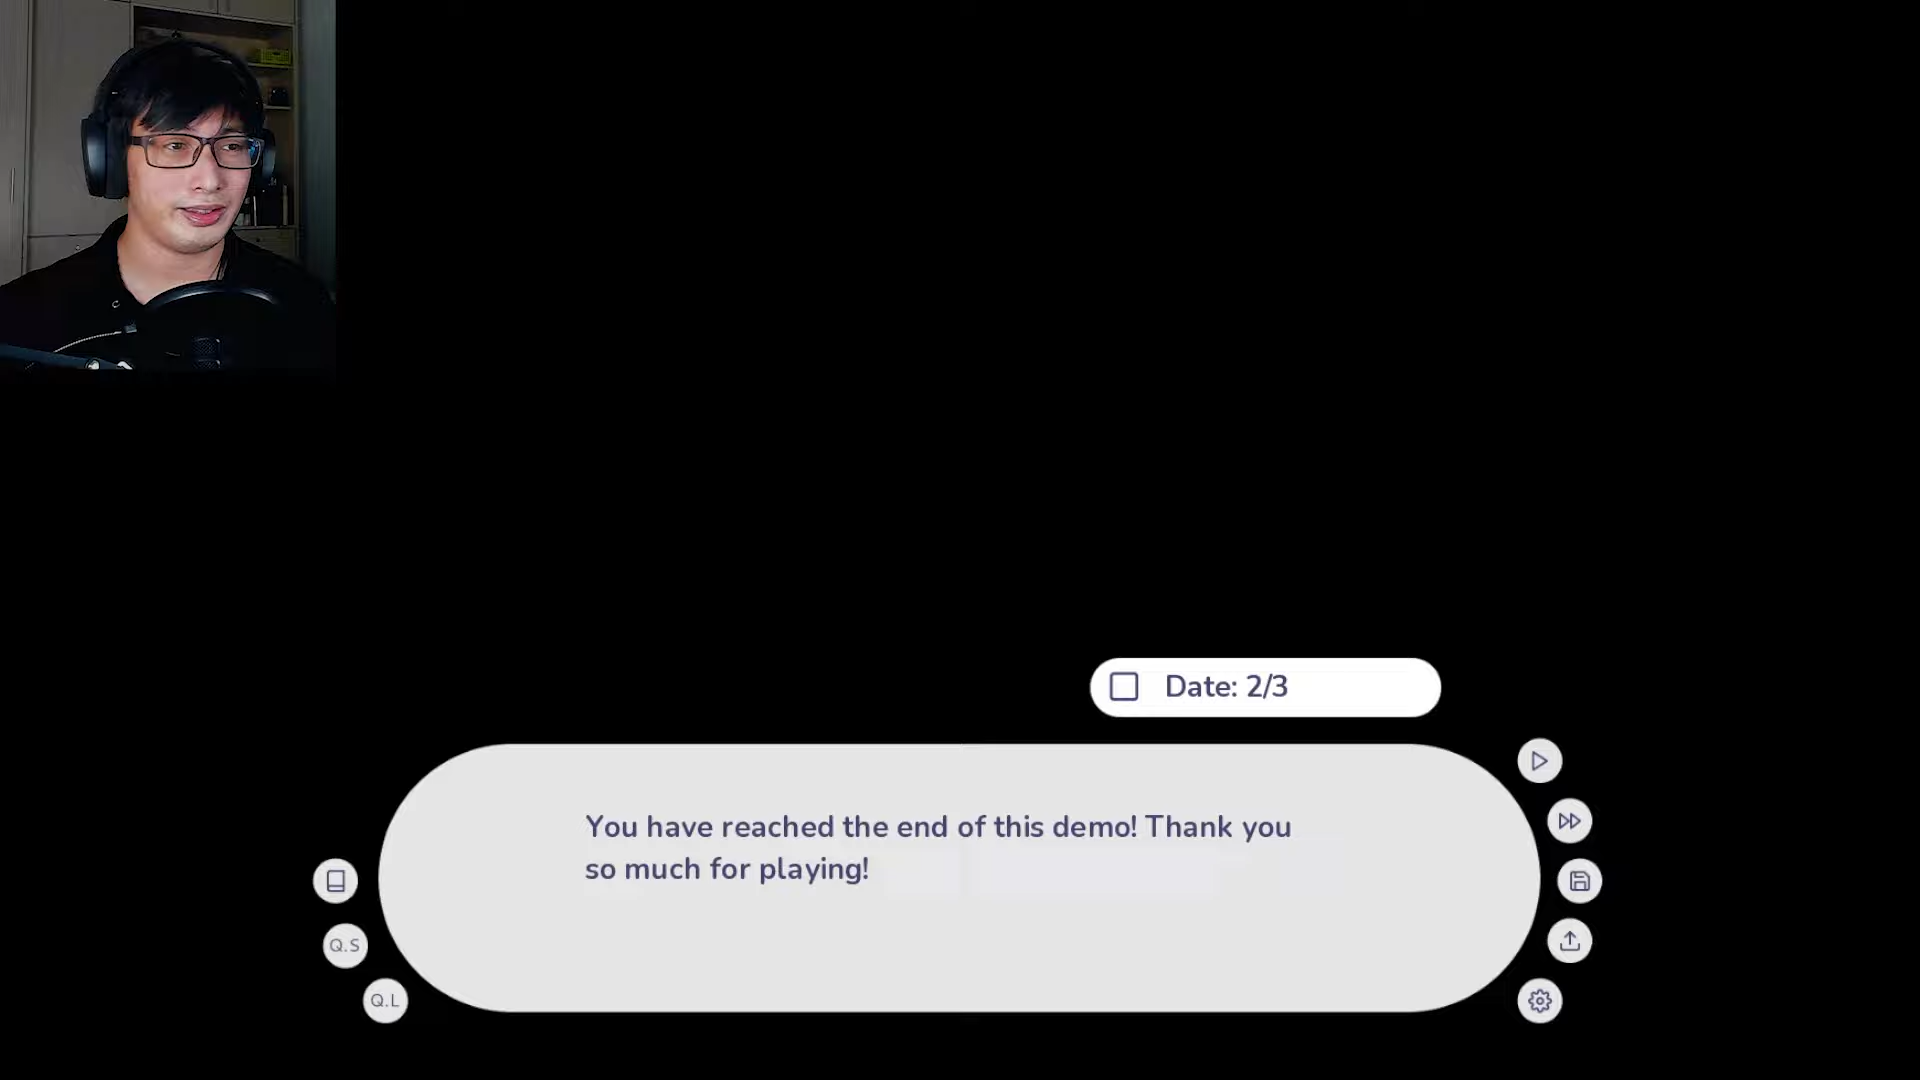 Date: 2/3
You have reached the end of this demo! Thank you
so much for playing!
Q.S
Q.L